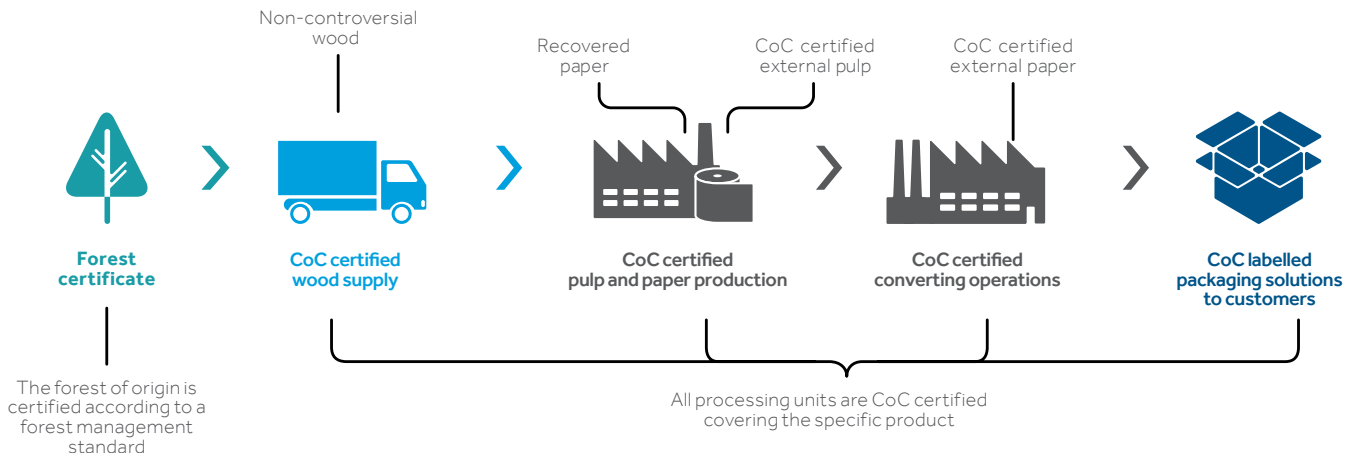 Non-controversial
wood
Recovered
paper
CoC certified
external pulp
CoC certified
external paper
Forest
certificate
CoC certified
wood supply
CoC certified
pulp and paper production
CoC certified
converting operations
CoC labelled
packaging solutions
to customers
The forest of origin is
certified according to a
forest management
standard
All processing units are CoC certified
covering the specific product